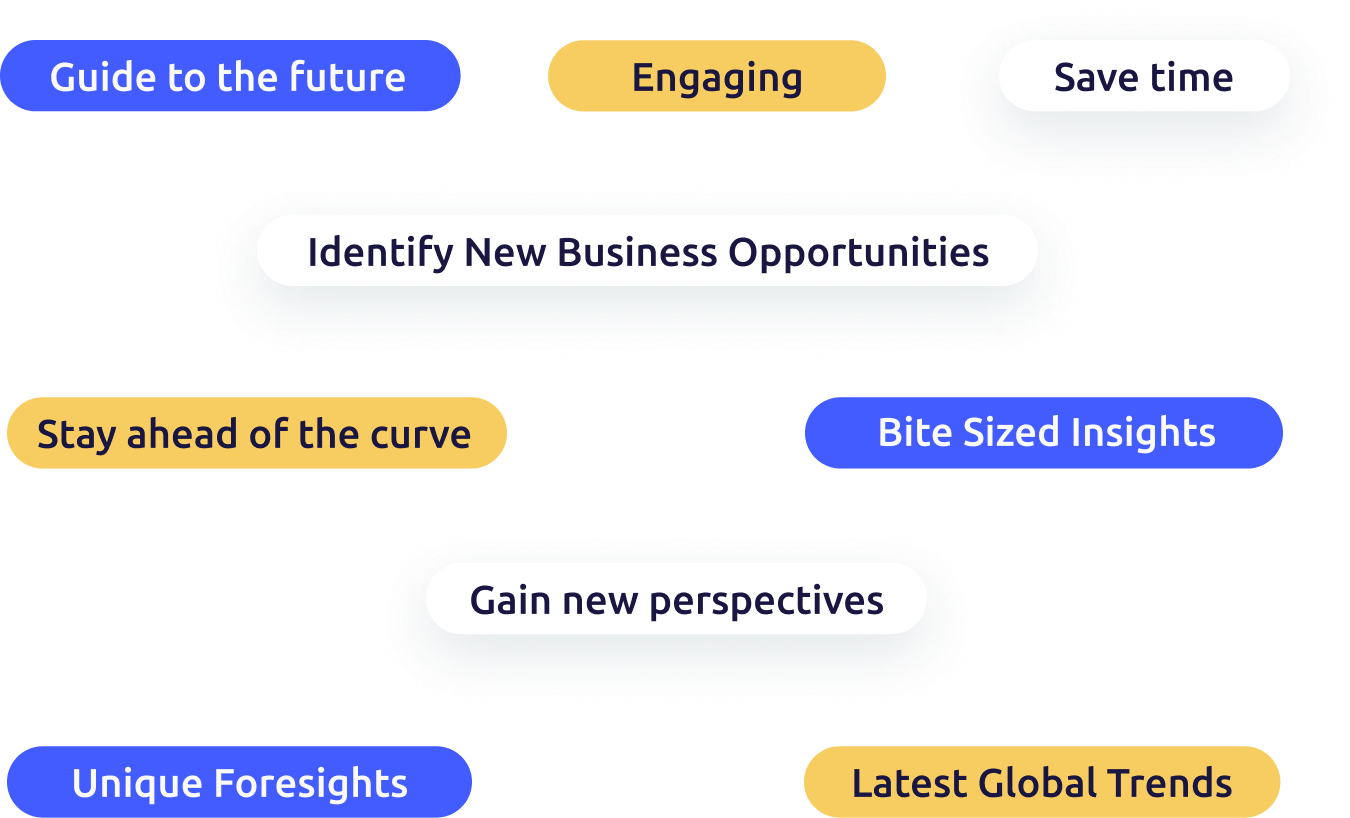 Guide to the future
Engaging
Save time
Identify New Business Opportunities
Stay ahead of the curve
Bite Sized Insights
Gain new perspectives
Unique Foresights
Latest Global Trends